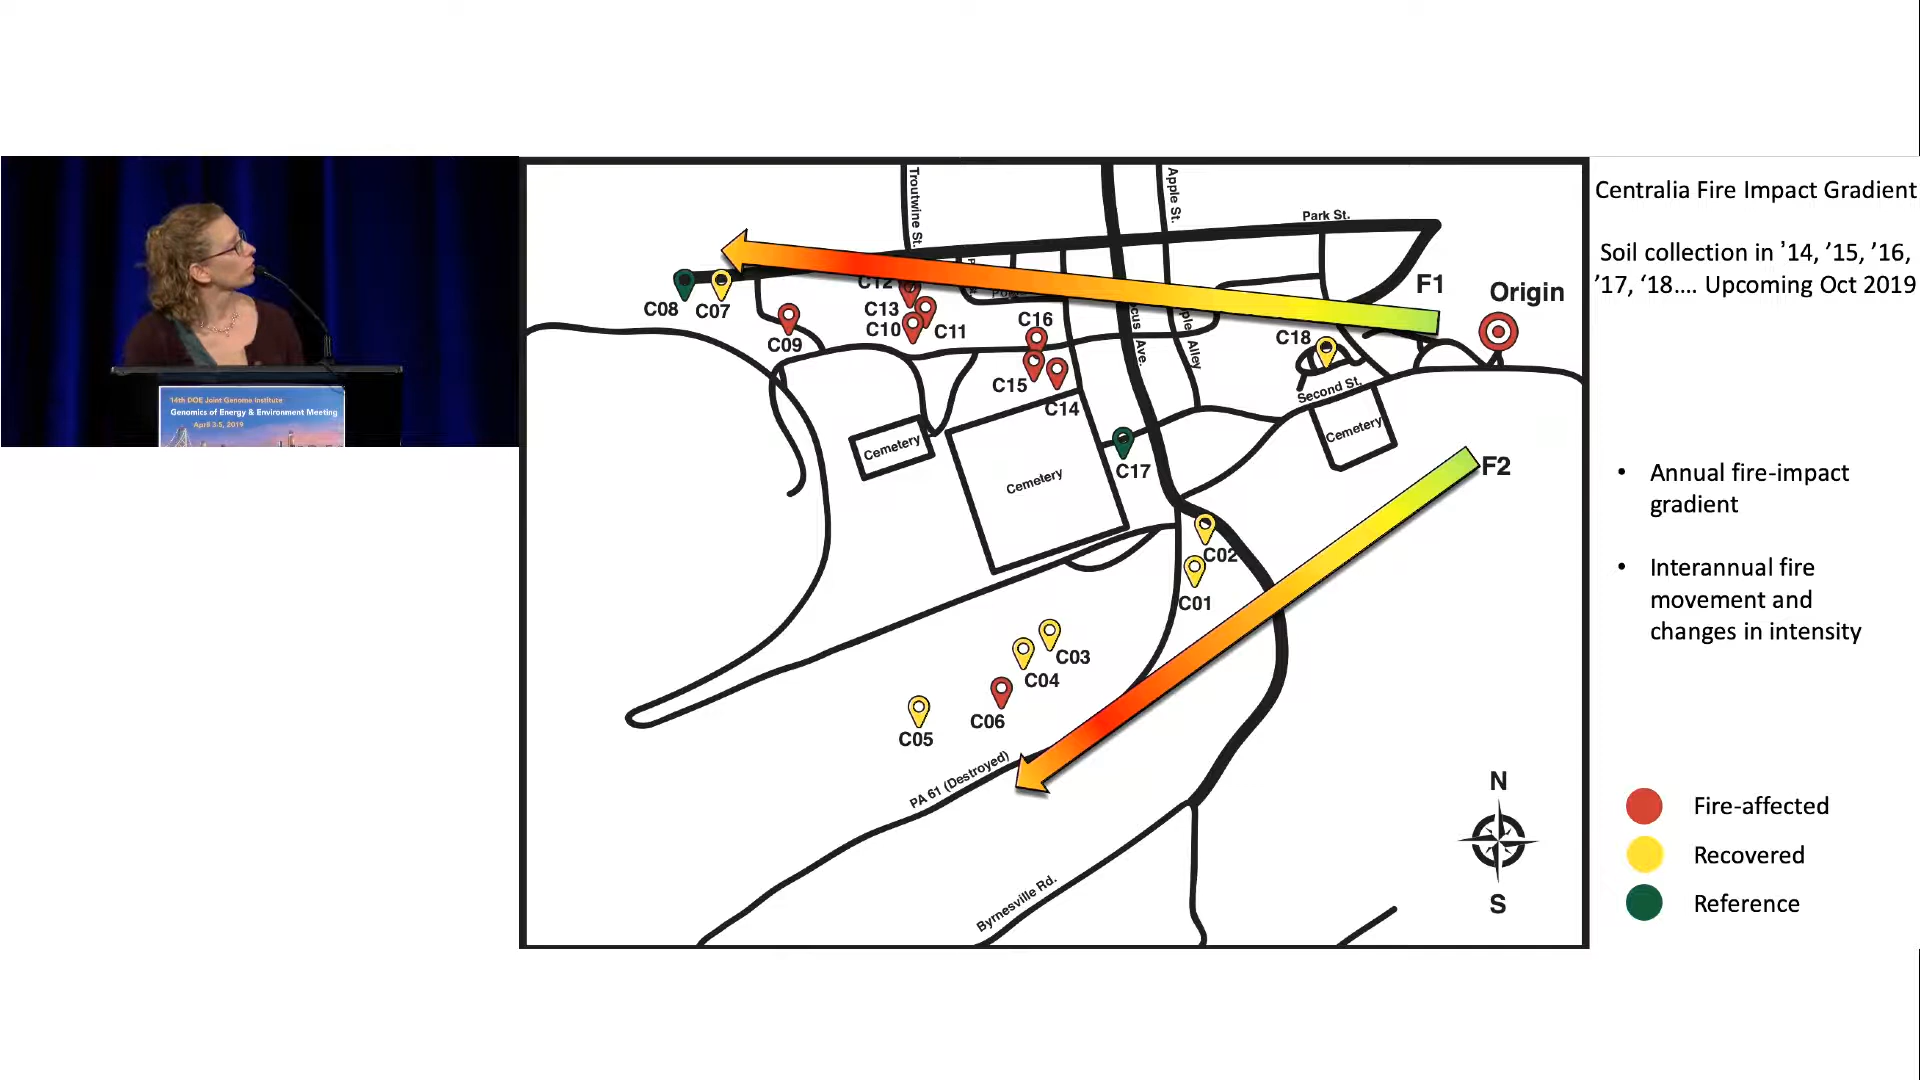 14th DOE Joint Genome Institute
Genomics of Energy & Environment Meeting
April 3-5, 2019
Centralia Fire Impact Gradient
Soil collection in ’14, ’15, ’16,
’17, ‘18.... Upcoming Oct 2019
Troutwine St.
Apple St.
Park St.
F1
Origin
C08
C07
C12
C13
C10
C11
C09
C16
C15
C14
C18
Ave.
Alley
Second St.
Cemetery
Cemetery
Cemetery
C17
F2
C02
C01
C03
C04
C06
C05
PA 61 (Destroyed)
Byrnesville Rd.
N
S
• Annual fire-impact
gradient
• Interannual fire
movement and
changes in intensity
Fire-affected
Recovered
Reference